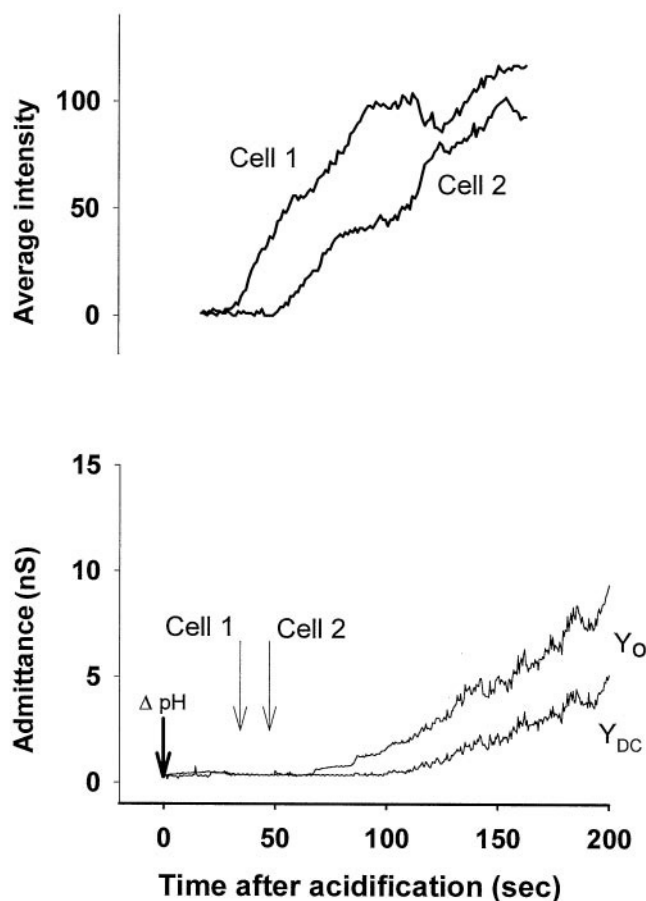 Average intensity
100
50
0
Cell 1
Cell 2
Admittance (nS)
15
10
5
0
Cell 1
Cell 2
Δ pH
Yo
YDC
0
50
100
150
200
Time after acidification (sec)